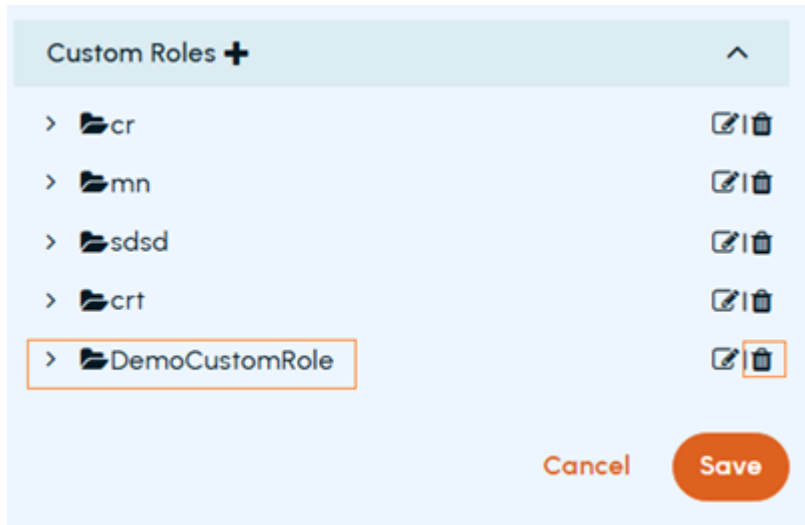 Custom Roles
cr
mn
sdsd
crt
DemoCustomRole
Cancel Save